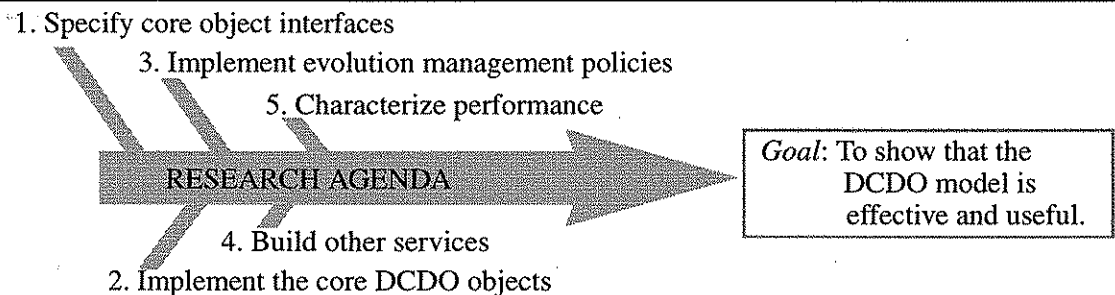 1. Specify core object interfaces
3. Implement evolution management policies
5. Characterize performance
RESEARCH AGENDA
Goal: To show that the
DCDO model is
effective and useful.
4. Build other services
2. Implement the core DCDO objects